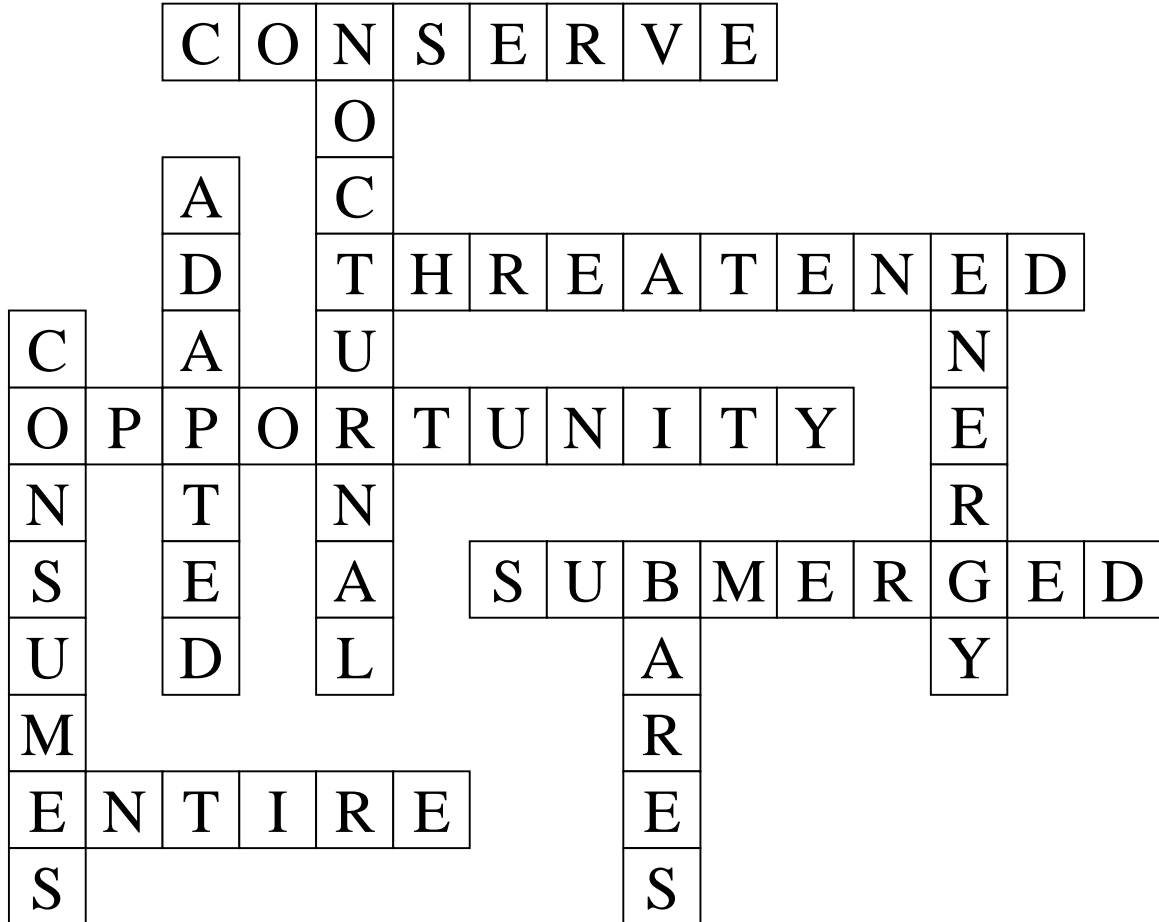 CONSERVE
O
A C
D THREATENED
C A U N
OPPORTUNITY E
N T N R
S E A SUBMERGED
U D L A Y
M R
ENTIRE E
S S